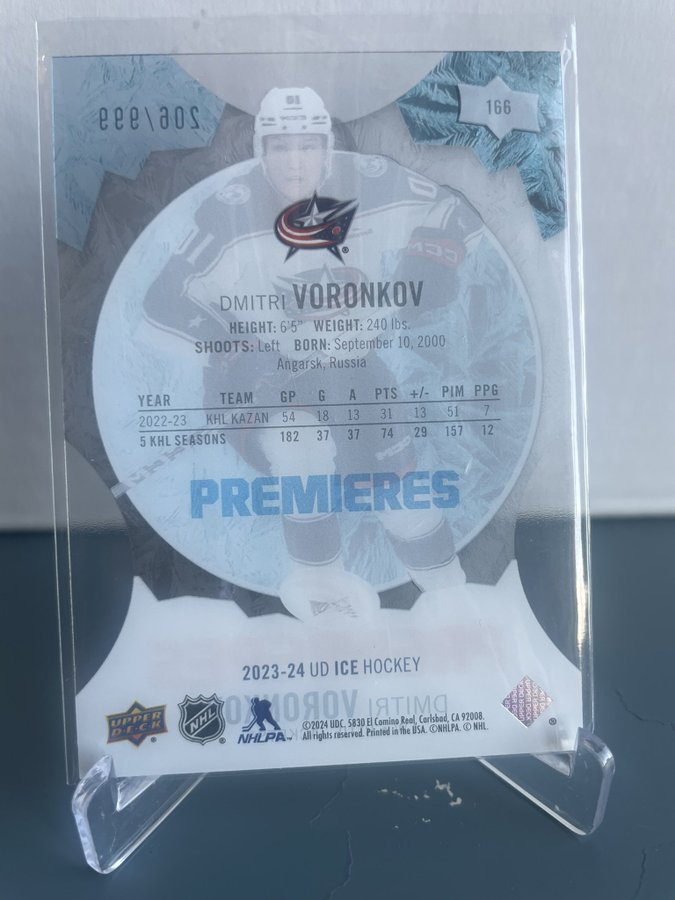 206/999
166
DMITRI VORONKOV
HEIGHT: 6'5" WEIGHT: 240 lbs.
SHOOTS: Left BORN: September 10, 2000
Angarsk, Russia
YEAR TEAM GP G A PTS +/- PIM PPG
2022-23 KHL KAZAN 54 18 13 31 13 51 7
5 KHL SEASONS 182 37 37 74 29 157 12
PREMIERES
2023-24 UD ICE HOCKEY
DMITRI VORONKOV
UPPER DECK
NHL
NHLPA
©2024 UDC. 5830 El Camino Real, Carlsbad, CA 92008.
All rights reserved. Printed in the USA. ©NHLPA. © NHL.